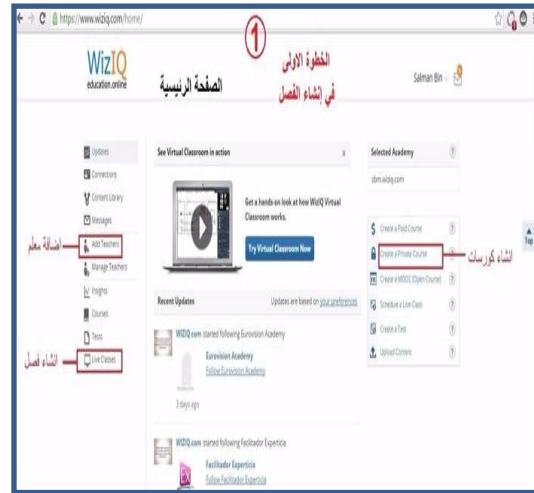 https://www.wiziq.com/home/
1
الخطوة الاولى
في إنشاء الفصل
WizIQ
education.online
الصفحة الرئيسية
Salman Bin
Updates
Connections
Content Library
Messages
Add Teachers
اضافة معلم
Manage Teachers
Insights
Courses
Tests
Live Classes
انشاء فصل
See Virtual Classroom in action
x
Get a hands-on look at how WizIQ Virtual
Classroom works.
Try Virtual Classroom Now
Recent Updates
Updates are based on your preferences
WIZIQ.com started following Eurovision Academy
Eurovision Academy
Follow Eurovision Academy
3 days ago
WIZIQ.com started following Facilitador Experticia
Facilitador Experticia
Follow Facilitador Experticia
Selected Academy
?
sbm.wiziq.com
$ Create a Paid Course ?
Create a Private Course ?
انشاء كورسات
Create a MOOC (Open Course) ?
Schedule a Live Class ?
Create a Test ?
Upload Content ?
Top